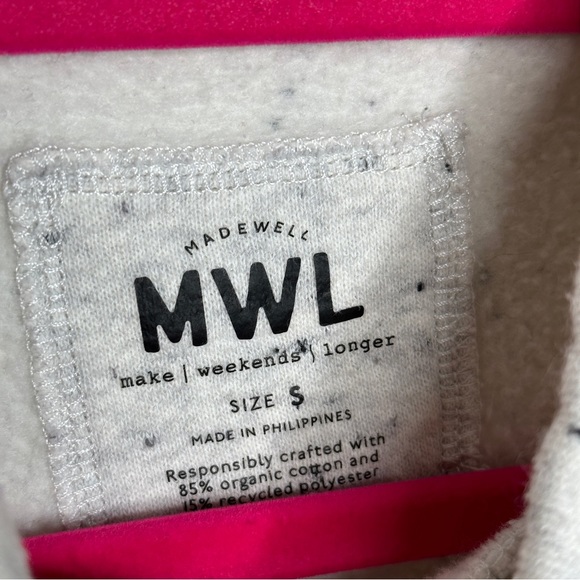 MADEWELL
MWL
make | weekends | longer
SIZE S
MADE IN PHILIPPINES
Responsibly crafted with
85% organic cotton and
15% recycled polyester